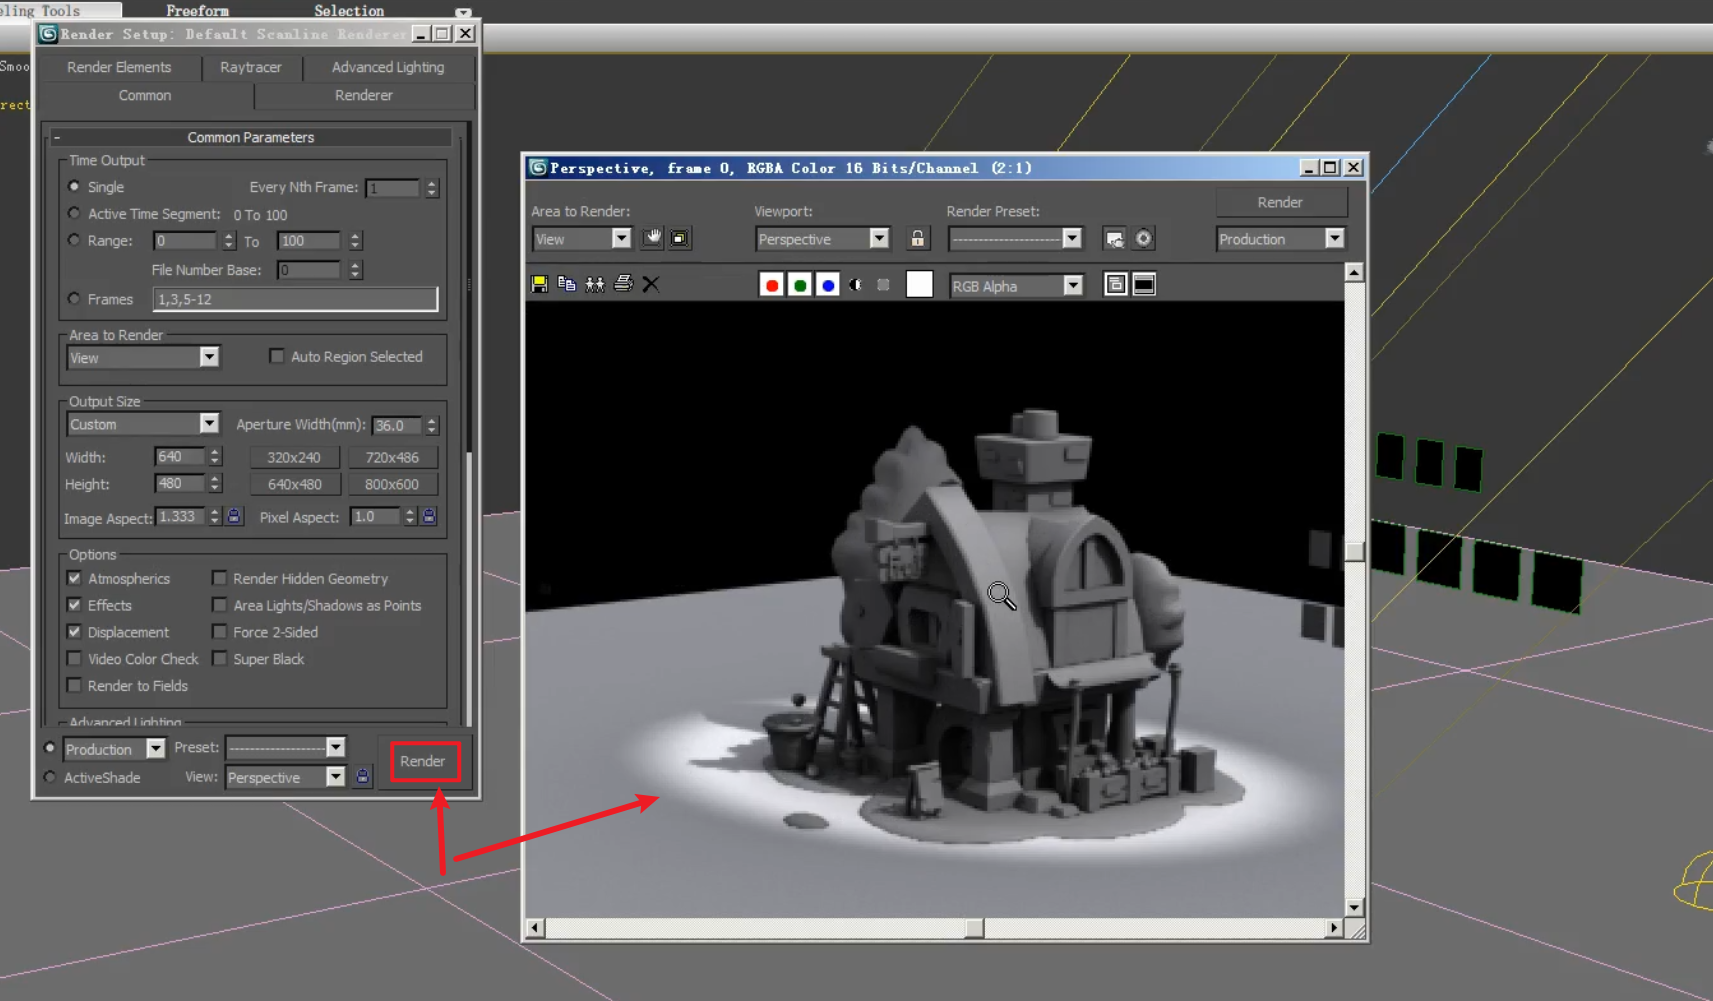 eling Tools
Freeform
Selection
Render Setup: Default Scanline Renderer
Render Elements
Raytracer
Advanced Lighting
Common
Renderer
Smoo
rect
- Common Parameters
Time Output
Single
Every Nth Frame: 1
Active Time Segment: 0 To 100
Range: 0 To 100
File Number Base: 0
Frames 1,3,5-12
Area to Render
View
Auto Region Selected
Output Size
Custom
Aperture Width(mm): 36.0
Width: 640
320x240
720x486
Height: 480
640x480
800x600
Image Aspect: 1.333
Pixel Aspect: 1.0
Options
Atmospherics
Render Hidden Geometry
Effects
Area Lights/Shadows as Points
Displacement
Force 2-Sided
Video Color Check
Super Black
Render to Fields
Advanced Lighting
Production
Preset: --------------------
Render
ActiveShade
View: Perspective
Perspective, frame 0, RGBA Color 16 Bits/Channel (2:1)
Area to Render:
Viewport:
Render Preset:
Render
View
Perspective
--------------------
Production
RGB Alpha